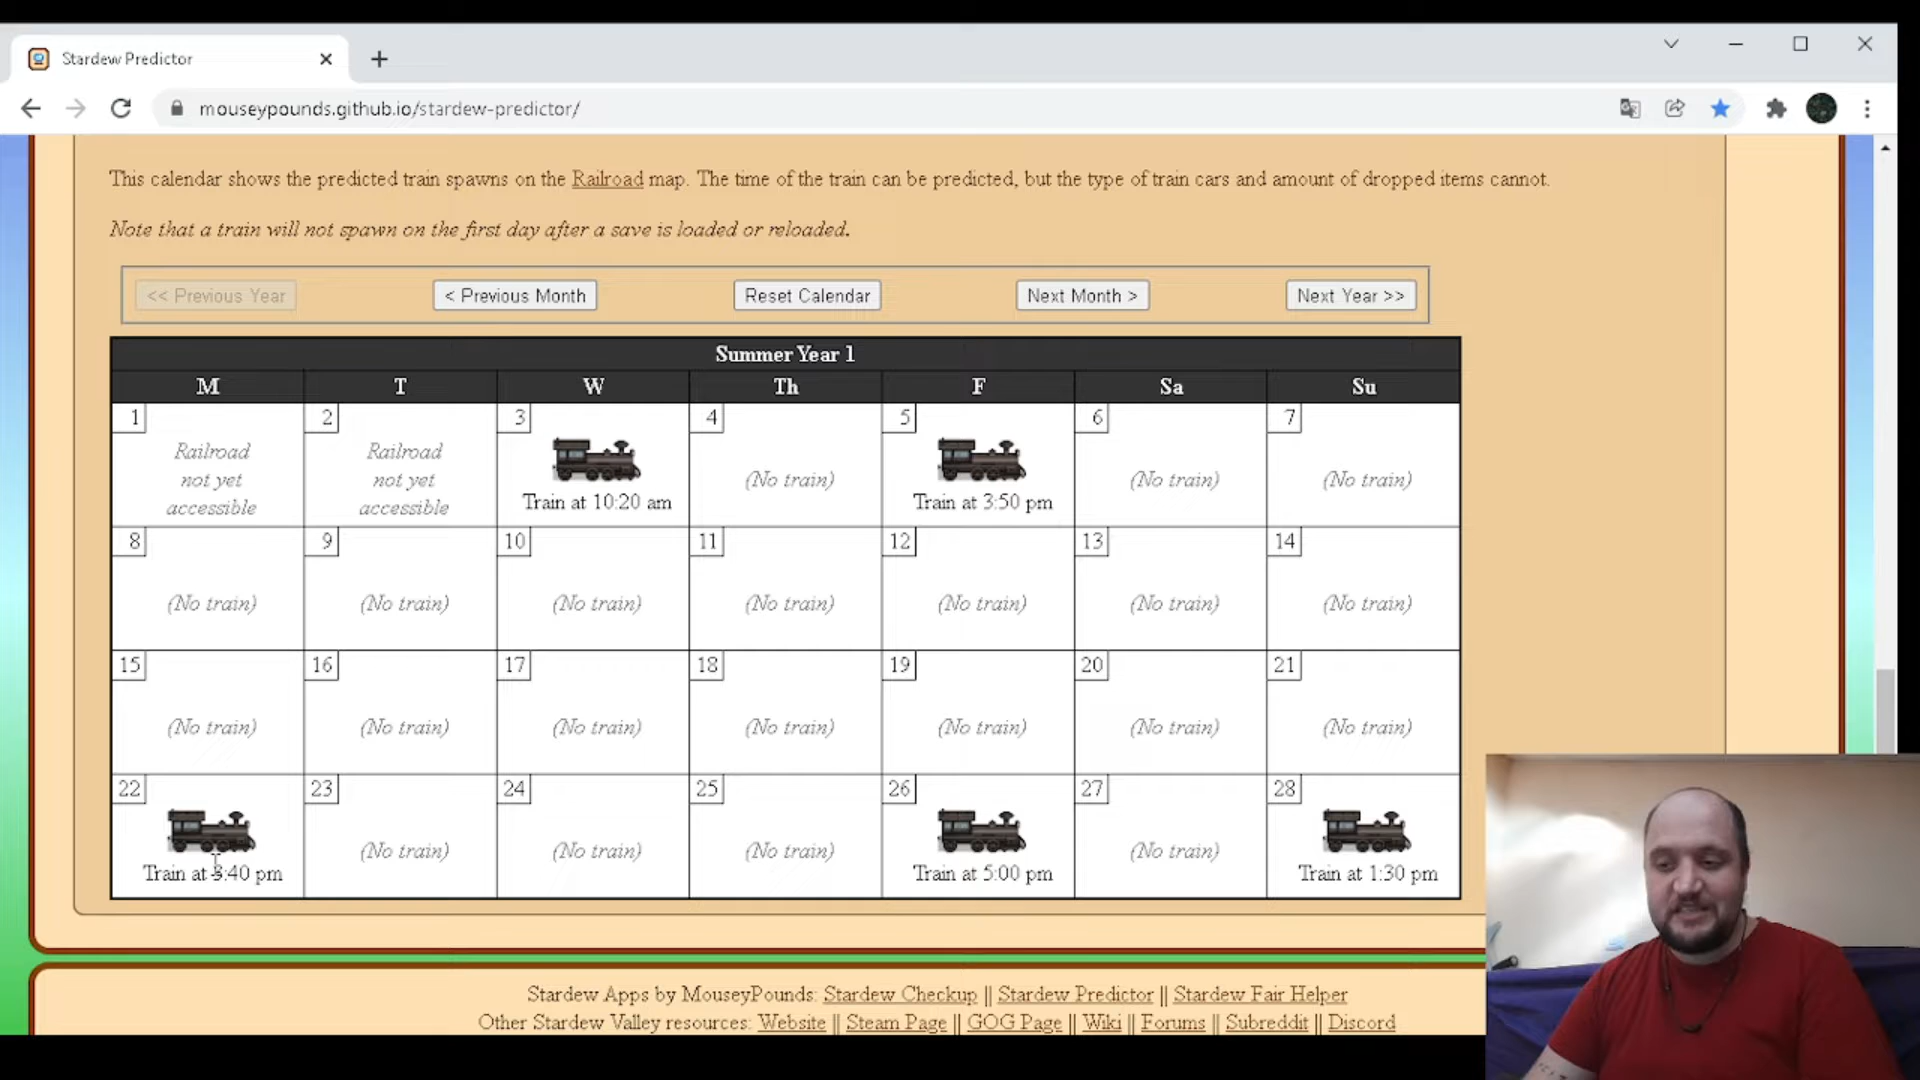 Stardew Predictor
mouseypounds.github.io/stardew-predictor/
This calendar shows the predicted train spawns on the Railroad map. The time of the train can be predicted, but the type of train cars and amount of dropped items cannot.
Note that a train will not spawn on the first day after a save is loaded or reloaded.
<< Previous Year < Previous Month Reset Calendar Next Month > Next Year >>
Summer Year 1
M T W Th F Sa Su
1 2 3 4 5 6 7
Railroad Railroad
not yet not yet (No train) (No train) (No train)
accessible accessible Train at 10:20 am Train at 3:50 pm
8 9 10 11 12 13 14
(No train) (No train) (No train) (No train) (No train) (No train) (No train)
15 16 17 18 19 20 21
(No train) (No train) (No train) (No train) (No train) (No train) (No train)
22 23 24 25 26 27 28
(No train) (No train) (No train) (No train)
Train at 3:40 pm Train at 5:00 pm Train at 1:30 pm
Stardew Apps by MouseyPounds: Stardew Checkup || Stardew Predictor || Stardew Fair Helper
Other Stardew Valley resources: Website || Steam Page || GOG Page || Wiki || Forums || Subreddit || Discord